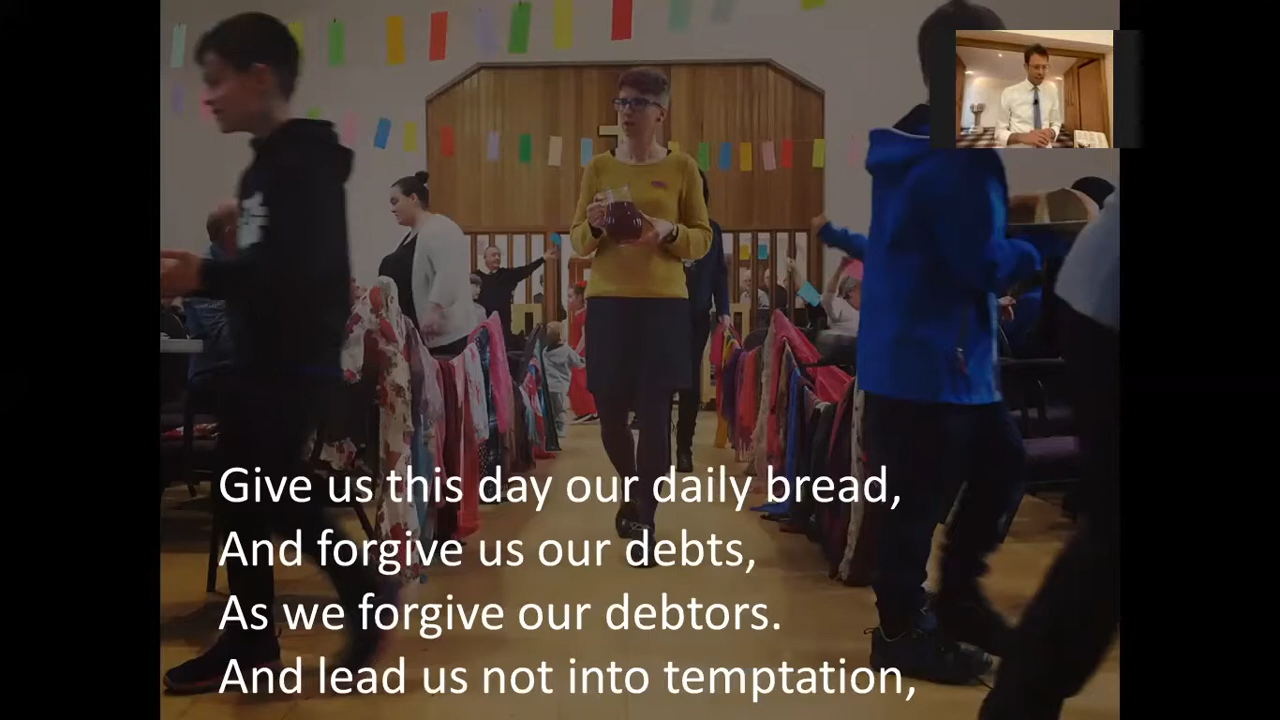 Give us this day our daily bread,
And forgive us our debts,
As we forgive our debtors.
And lead us not into temptation,